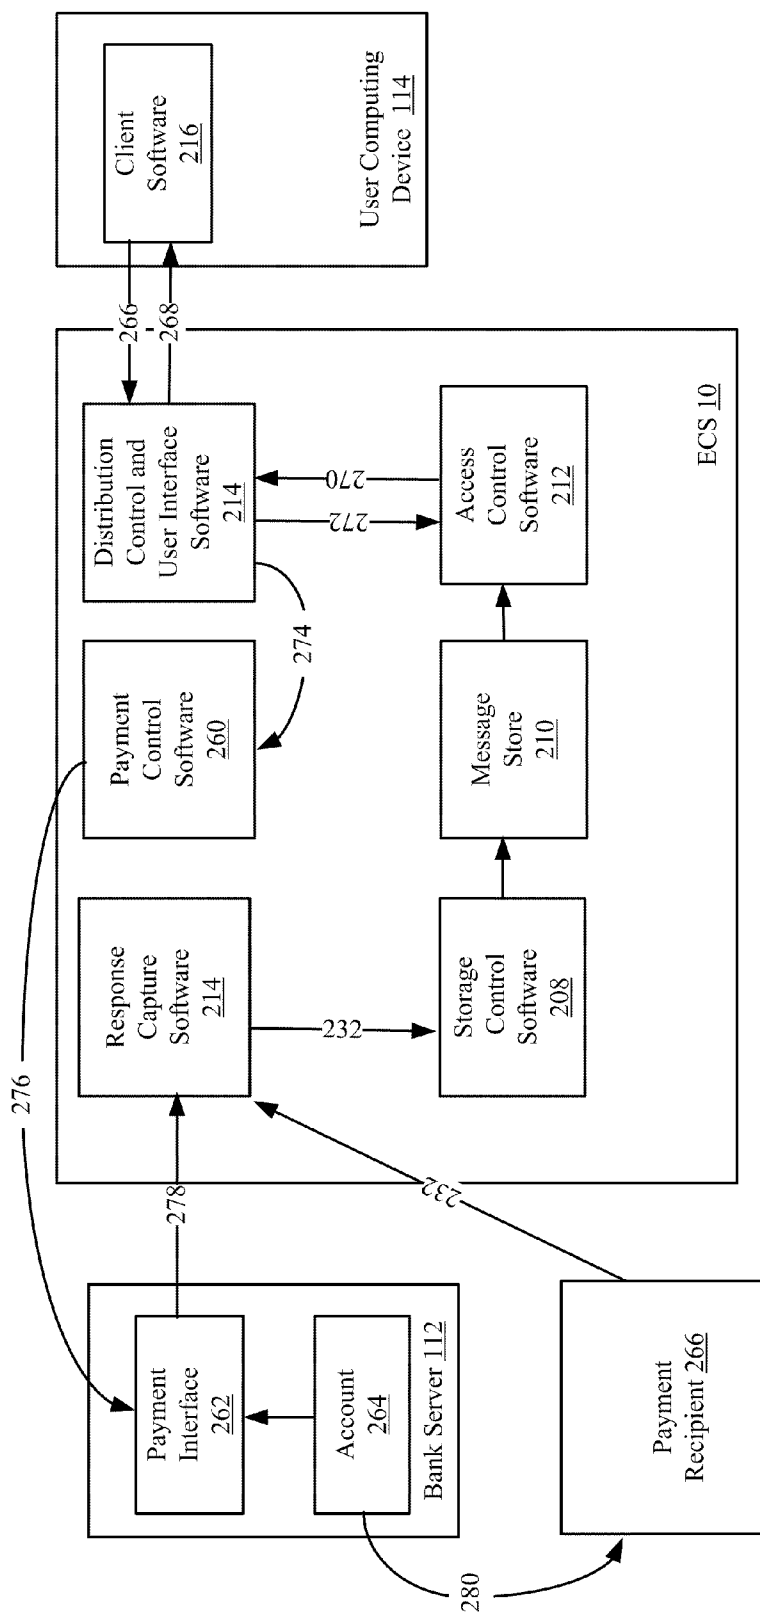 276
Payment
Interface
262
Account
264
Bank Server 112
280
Payment
Recipient 266
278
232
Response
Capture
Software
214
232
Storage
Control
Software
208
Payment
Control
Software
260
274
Message
Store
210
Distribution
Control and
User Interface
Software
214
272
270
Access
Control
Software
212
ECS 10
266
268
Client
Software
216
User Computing
Device 114